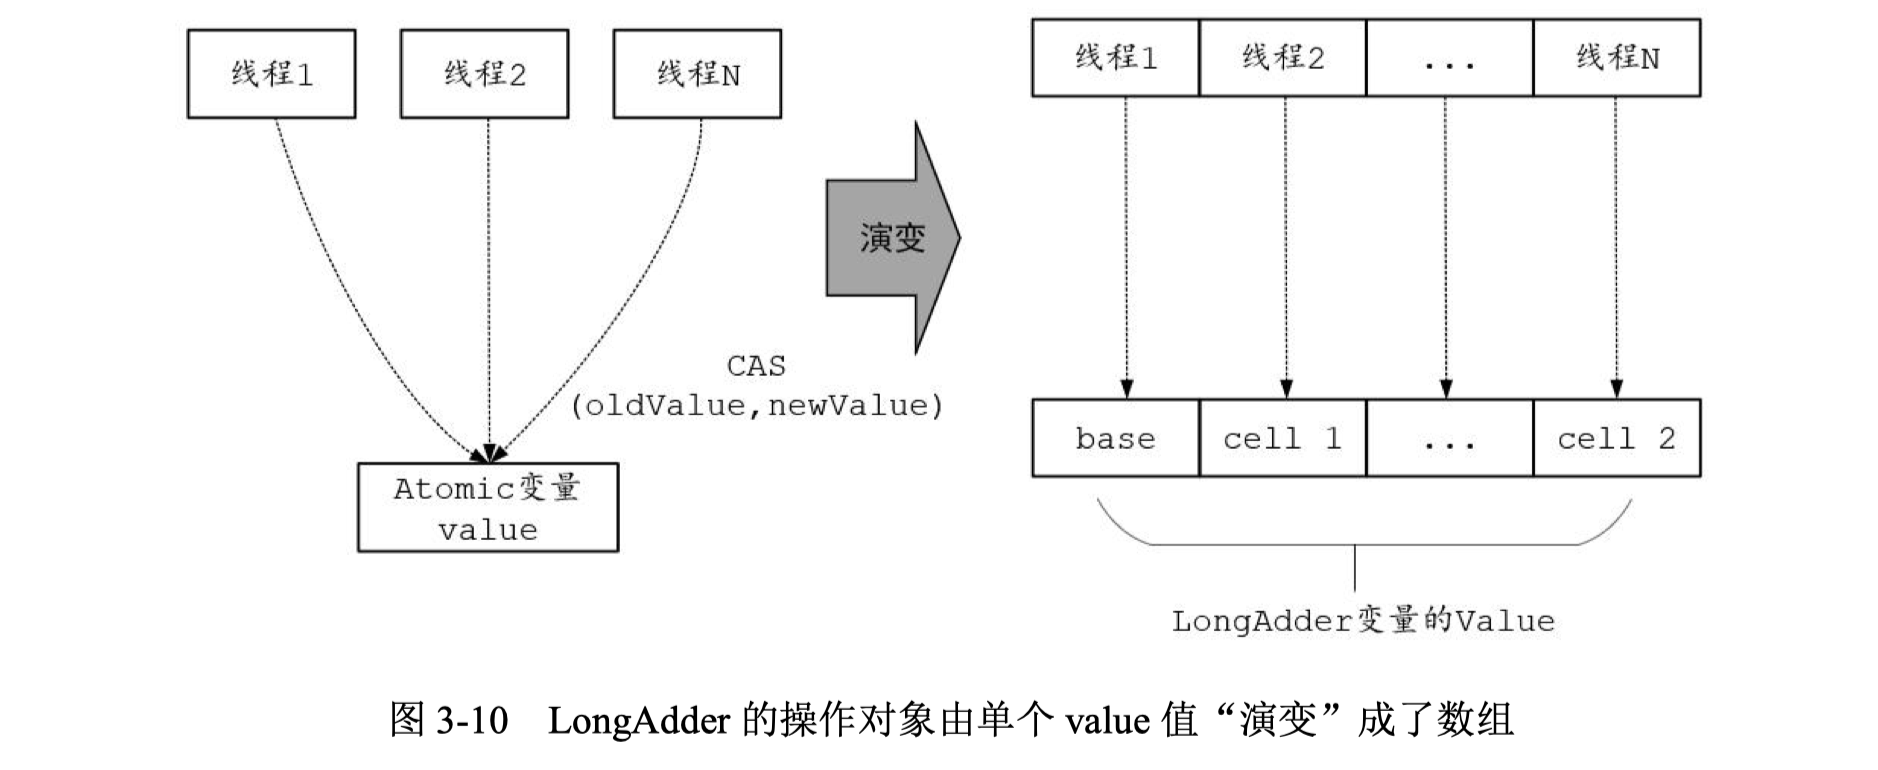 线程1
线程2
线程N
CAS
(oldValue,newValue)
Atomic变量
value
演变
线程1
线程2
...
线程N
base
cell 1
...
cell 2
LongAdder变量的Value
图 3-10 LongAdder 的操作对象由单个 value 值“演变”成了数组